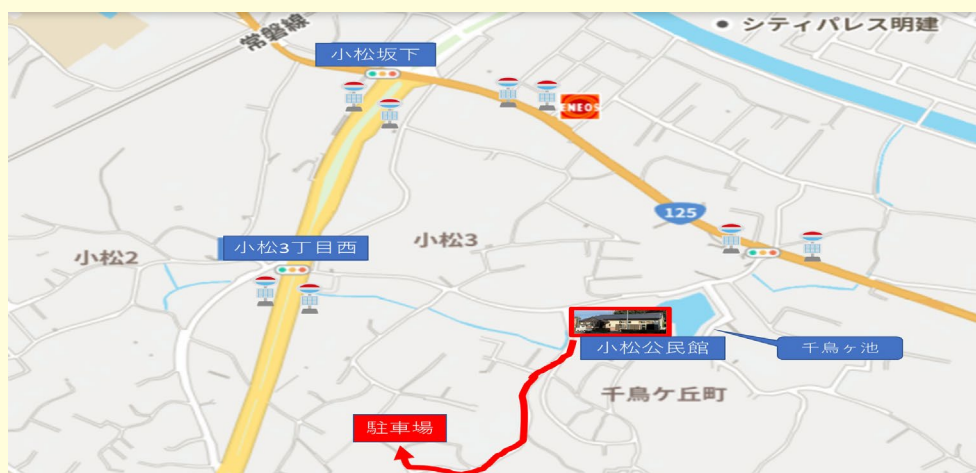 シティパレス明建
常磐線
小松坂下
ENEOS
125
小松3
小松3丁目西
小松2
小松公民館
千鳥ヶ池
千鳥ケ丘町
駐車場